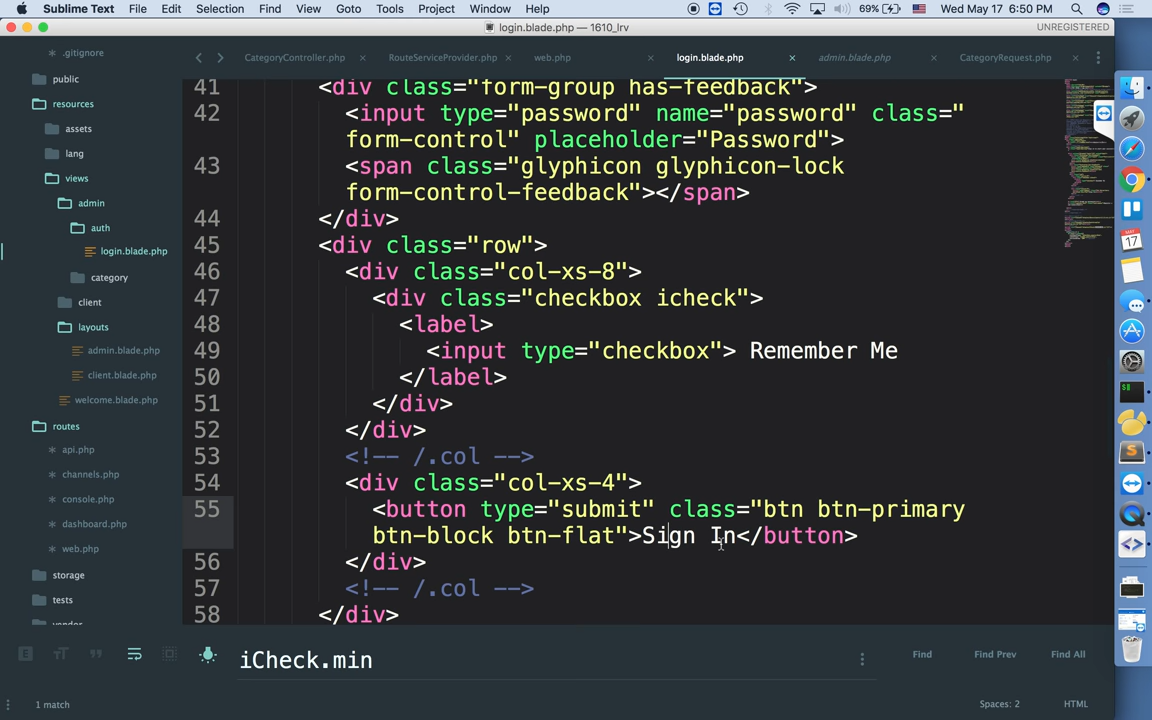 Sublime Text File Edit Selection Find View Goto Tools Project Window Help 69% Wed May 17 6:50 PM
login.blade.php — 1610_lrv UNREGISTERED
CategoryController.php RouteServiceProvider.php web.php login.blade.php admin.blade.php CategoryRequest.php
.gitignore
public
resources
assets
lang
views
admin
auth
login.blade.php
category
client
layouts
admin.blade.php
client.blade.php
welcome.blade.php
routes
api.php
channels.php
console.php
dashboard.php
web.php
storage
tests
vendor
41 <div class="form-group has-feedback">
42 <input type="password" name="password" class="
form-control" placeholder="Password">
43 <span class="glyphicon glyphicon-lock
form-control-feedback"></span>
44 </div>
45 <div class="row">
46 <div class="col-xs-8">
47 <div class="checkbox icheck">
48 <label>
49 <input type="checkbox"> Remember Me
50 </label>
51 </div>
52 </div>
53 <!-- /.col -->
54 <div class="col-xs-4">
55 <button type="submit" class="btn btn-primary
btn-block btn-flat">Sign In</button>
56 </div>
57 <!-- /.col -->
58 </div>
MAY
17
iCheck.min Find Find Prev Find All
1 match Spaces: 2 HTML